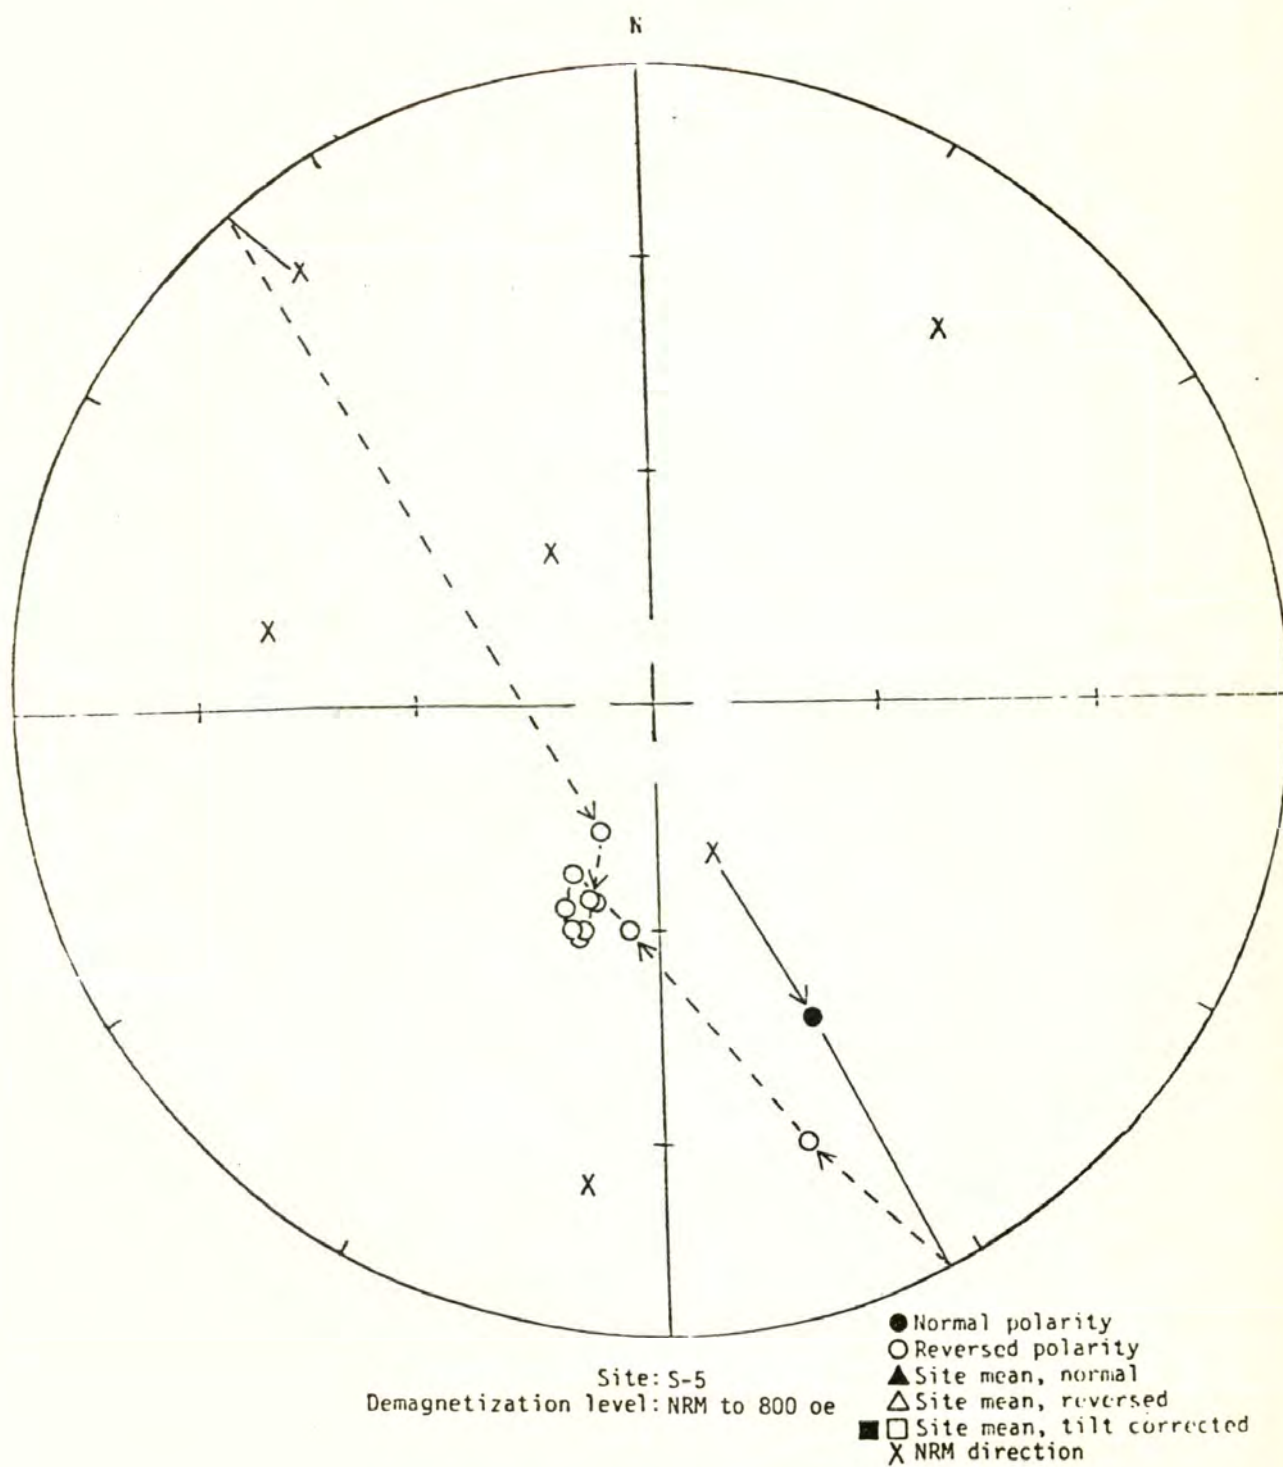 N
X
X
X
X
X
X
● Normal polarity
○ Reversed polarity
▲ Site mean, normal
△ Site mean, reversed
■ □ Site mean, tilt corrected
X NRM direction
Site: S-5
Demagnetization level: NRM to 800 oe